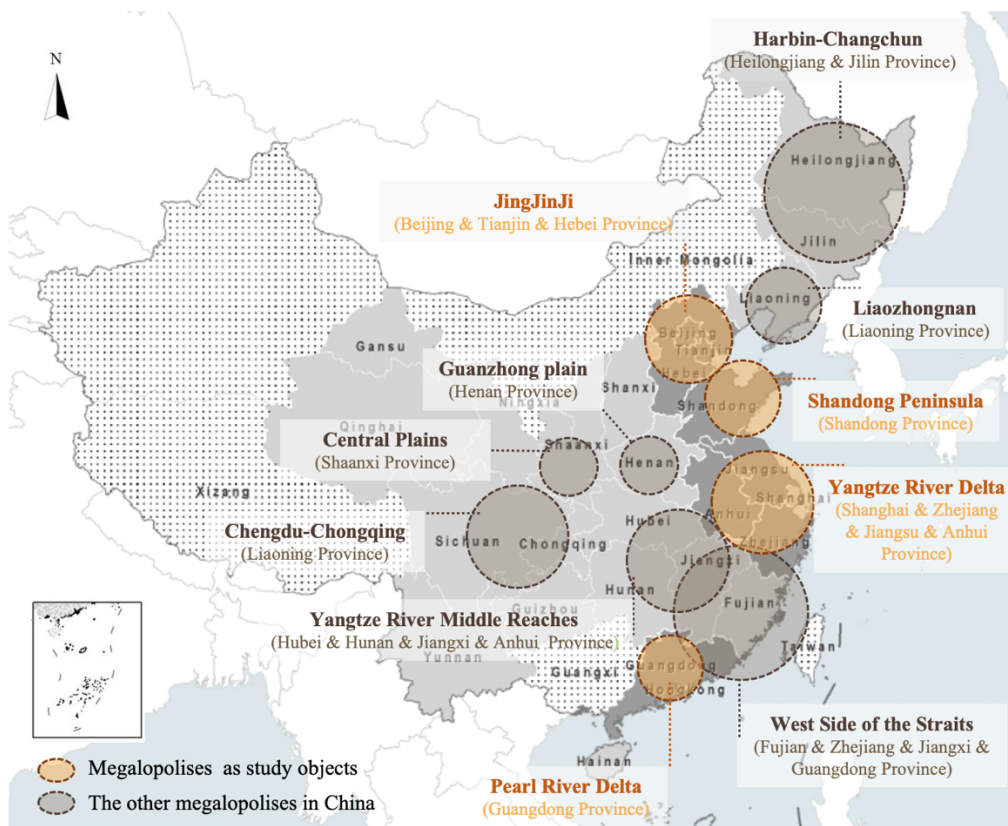 Harbin-Changchun
(Heilongjiang & Jilin Province)
N
Heilongjiang
JingJinJi
(Beijing & Tianjin & Hebei Province)
Jilin
Inner Mongolia
Liaoning
Liaozhongnan
(Liaoning Province)
Beijing
Tianjin
Gansu
Hebei
Guanzhong plain
(Henan Province)
Shanxi
Ningxia
Shandong
Shandong Peninsula
(Shandong Province)
Qinghai
Central Plains
(Shaanxi Province)
Shaanxi
Henan
Jiangsu
Xizang
Shanghai
Yangtze River Delta
(Shanghai & Zhejiang
& Jiangsu & Anhui
Province)
Anhui
Hubei
Chengdu-Chongqing
(Liaoning Province)
Sichuan
Chongqing
Zhejiang
Jiangxi
Hunan
Guizhou
Fujian
Yangtze River Middle Reaches
(Hubei & Hunan & Jiangxi & Anhui Province)
Yunnan
Guangxi
Guangdong
Hongkong
Taiwan
West Side of the Straits
(Fujian & Zhejiang & Jiangxi &
Guangdong Province)
Hainan
Megalopolises as study objects
The other megalopolises in China
Pearl River Delta
(Guangdong Province)